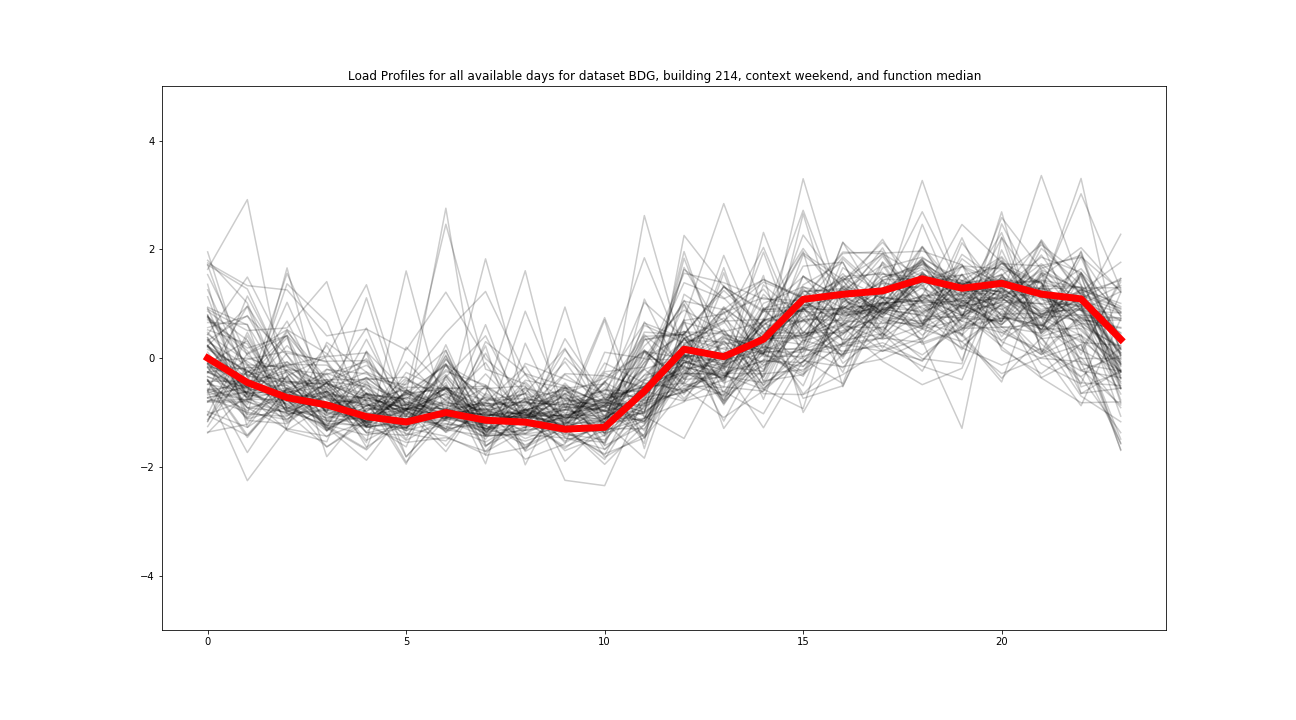 Load Profiles for all available days for dataset BDG, building 214, context weekend, and function median
4
2
0
−2
−4
0 5 10 15 20